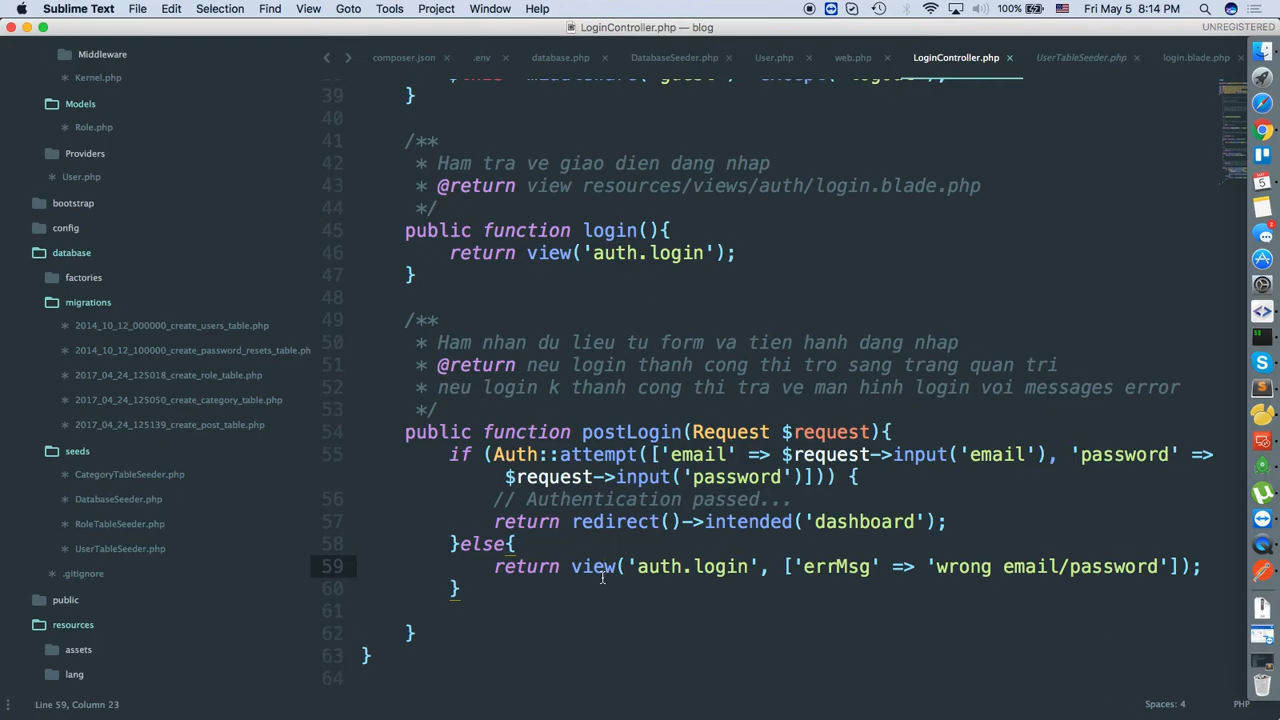 Sublime Text File Edit Selection Find View Goto Tools Project Window Help 100% Fri May 5 8:14 PM
LoginController.php — blog UNREGISTERED
composer.json .env database.php DatabaseSeeder.php User.php web.php LoginController.php UserTableSeeder.php login.blade.php
Middleware
Kernel.php
Models
Role.php
Providers
User.php
bootstrap
config
database
factories
migrations
2014_10_12_000000_create_users_table.php
2014_10_12_100000_create_password_resets_table.ph
2017_04_24_125018_create_role_table.php
2017_04_24_125050_create_category_table.php
2017_04_24_125139_create_post_table.php
seeds
CategoryTableSeeder.php
DatabaseSeeder.php
RoleTableSeeder.php
UserTableSeeder.php
.gitignore
public
resources
assets
lang
39 }
40
41 /**
42 * Ham tra ve giao dien dang nhap
43 * @return view resources/views/auth/login.blade.php
44 */
45 public function login(){
46 return view('auth.login');
47 }
48
49 /**
50 * Ham nhan du lieu tu form va tien hanh dang nhap
51 * @return neu login thanh cong thi tro sang trang quan tri
52 * neu login k thanh cong thi tra ve man hinh login voi messages error
53 */
54 public function postLogin(Request $request){
55 if (Auth::attempt(['email' => $request->input('email'), 'password' =>
$request->input('password')])) {
56 // Authentication passed...
57 return redirect()->intended('dashboard');
58 }else{
59 return view('auth.login', ['errMsg' => 'wrong email/password']);
60 }
61
62 }
63 }
64
Line 59, Column 23 Spaces: 4 PHP